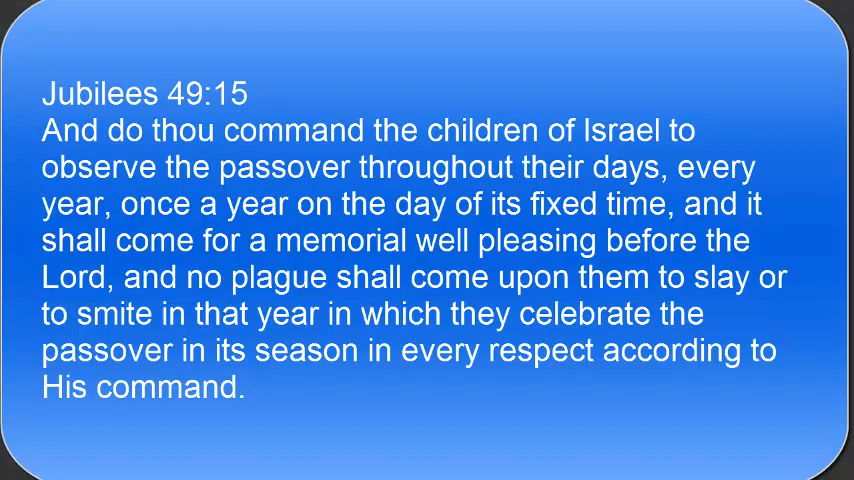 Jubilees 49:15
And do thou command the children of Israel to
observe the passover throughout their days, every
year, once a year on the day of its fixed time, and it
shall come for a memorial well pleasing before the
Lord, and no plague shall come upon them to slay or
to smite in that year in which they celebrate the
passover in its season in every respect according to
His command.